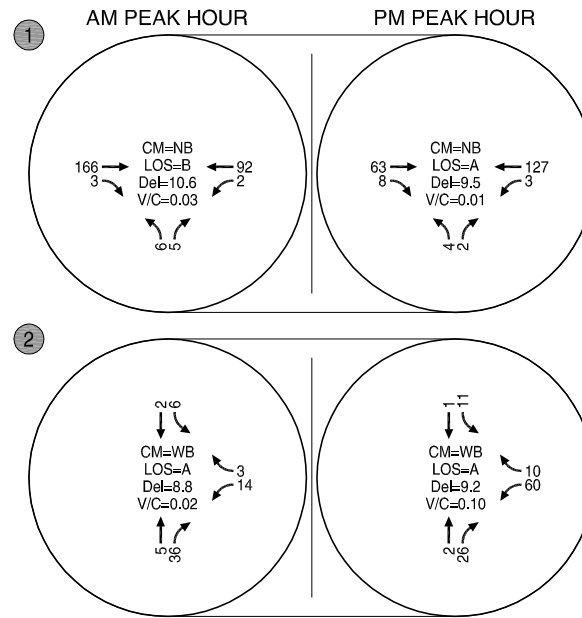 AM PEAK HOUR PM PEAK HOUR
1
CM=NB
166 LOS=B 92
3 Del=10.6 2
V/C=0.03
6 5
CM=NB
63 LOS=A 127
8 Del=9.5 3
V/C=0.01
4 2
2
2 6
CM=WB
LOS=A 3
Del=8.8 14
V/C=0.02
5 36
1 11
CM=WB
LOS=A 10
Del=9.2 60
V/C=0.10
2 26